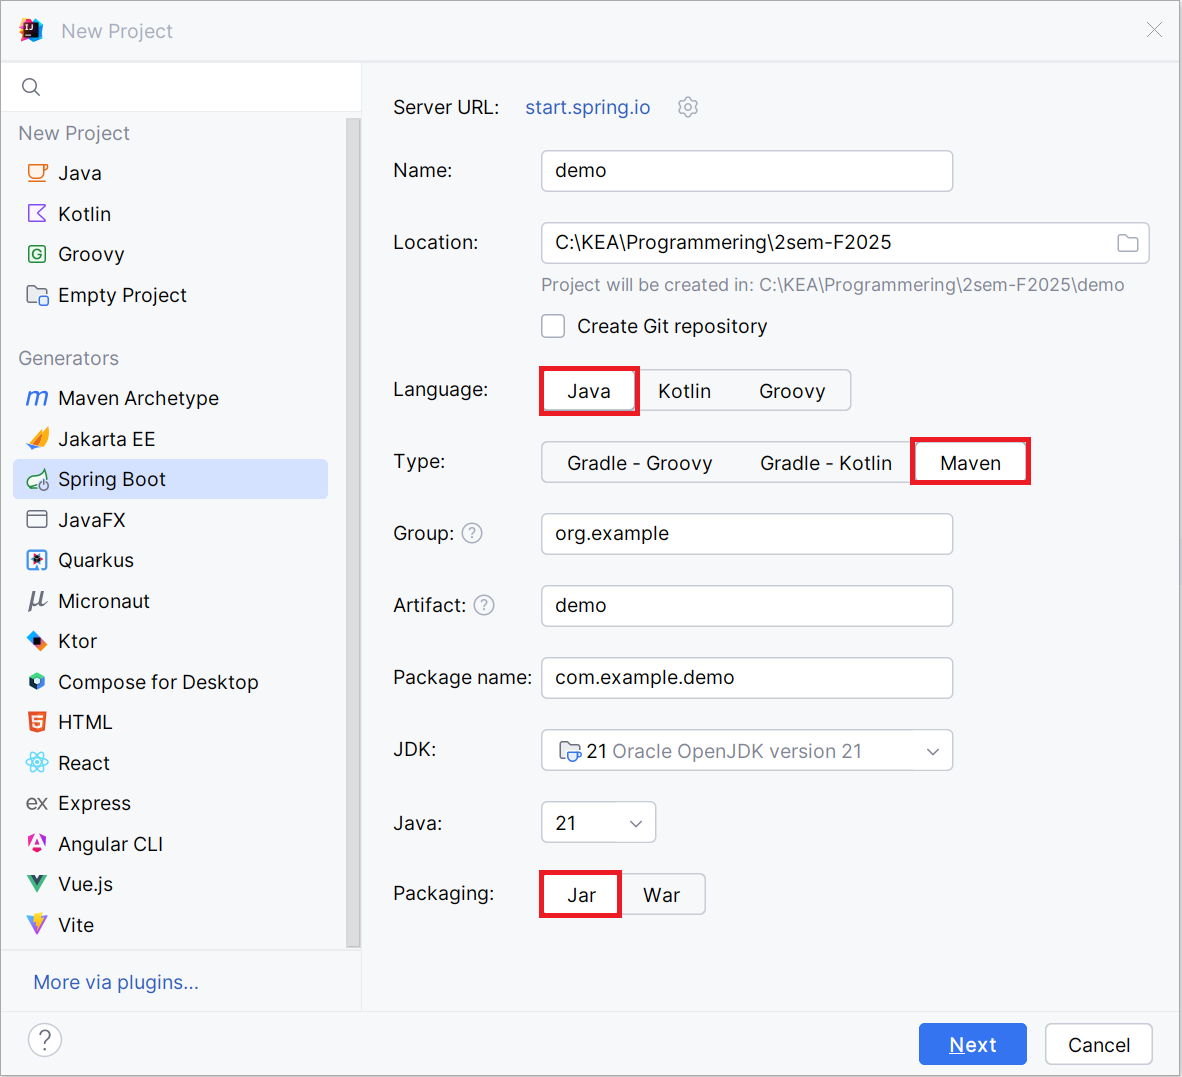 New Project
New Project
Java
Kotlin
Groovy
Empty Project
Generators
Maven Archetype
Jakarta EE
Spring Boot
JavaFX
Quarkus
Micronaut
Ktor
Compose for Desktop
HTML
React
ex Express
Angular CLI
Vue.js
Vite
More via plugins...
Server URL: start.spring.io
Name: demo
Location: C:\KEA\Programmering\2sem-F2025
Project will be created in: C:\KEA\Programmering\2sem-F2025\demo
Create Git repository
Language: Java Kotlin Groovy
Type: Gradle - Groovy Gradle - Kotlin Maven
Group: ? org.example
Artifact: ? demo
Package name: com.example.demo
JDK: 21 Oracle OpenJDK version 21
Java: 21
Packaging: Jar War
? Next Cancel